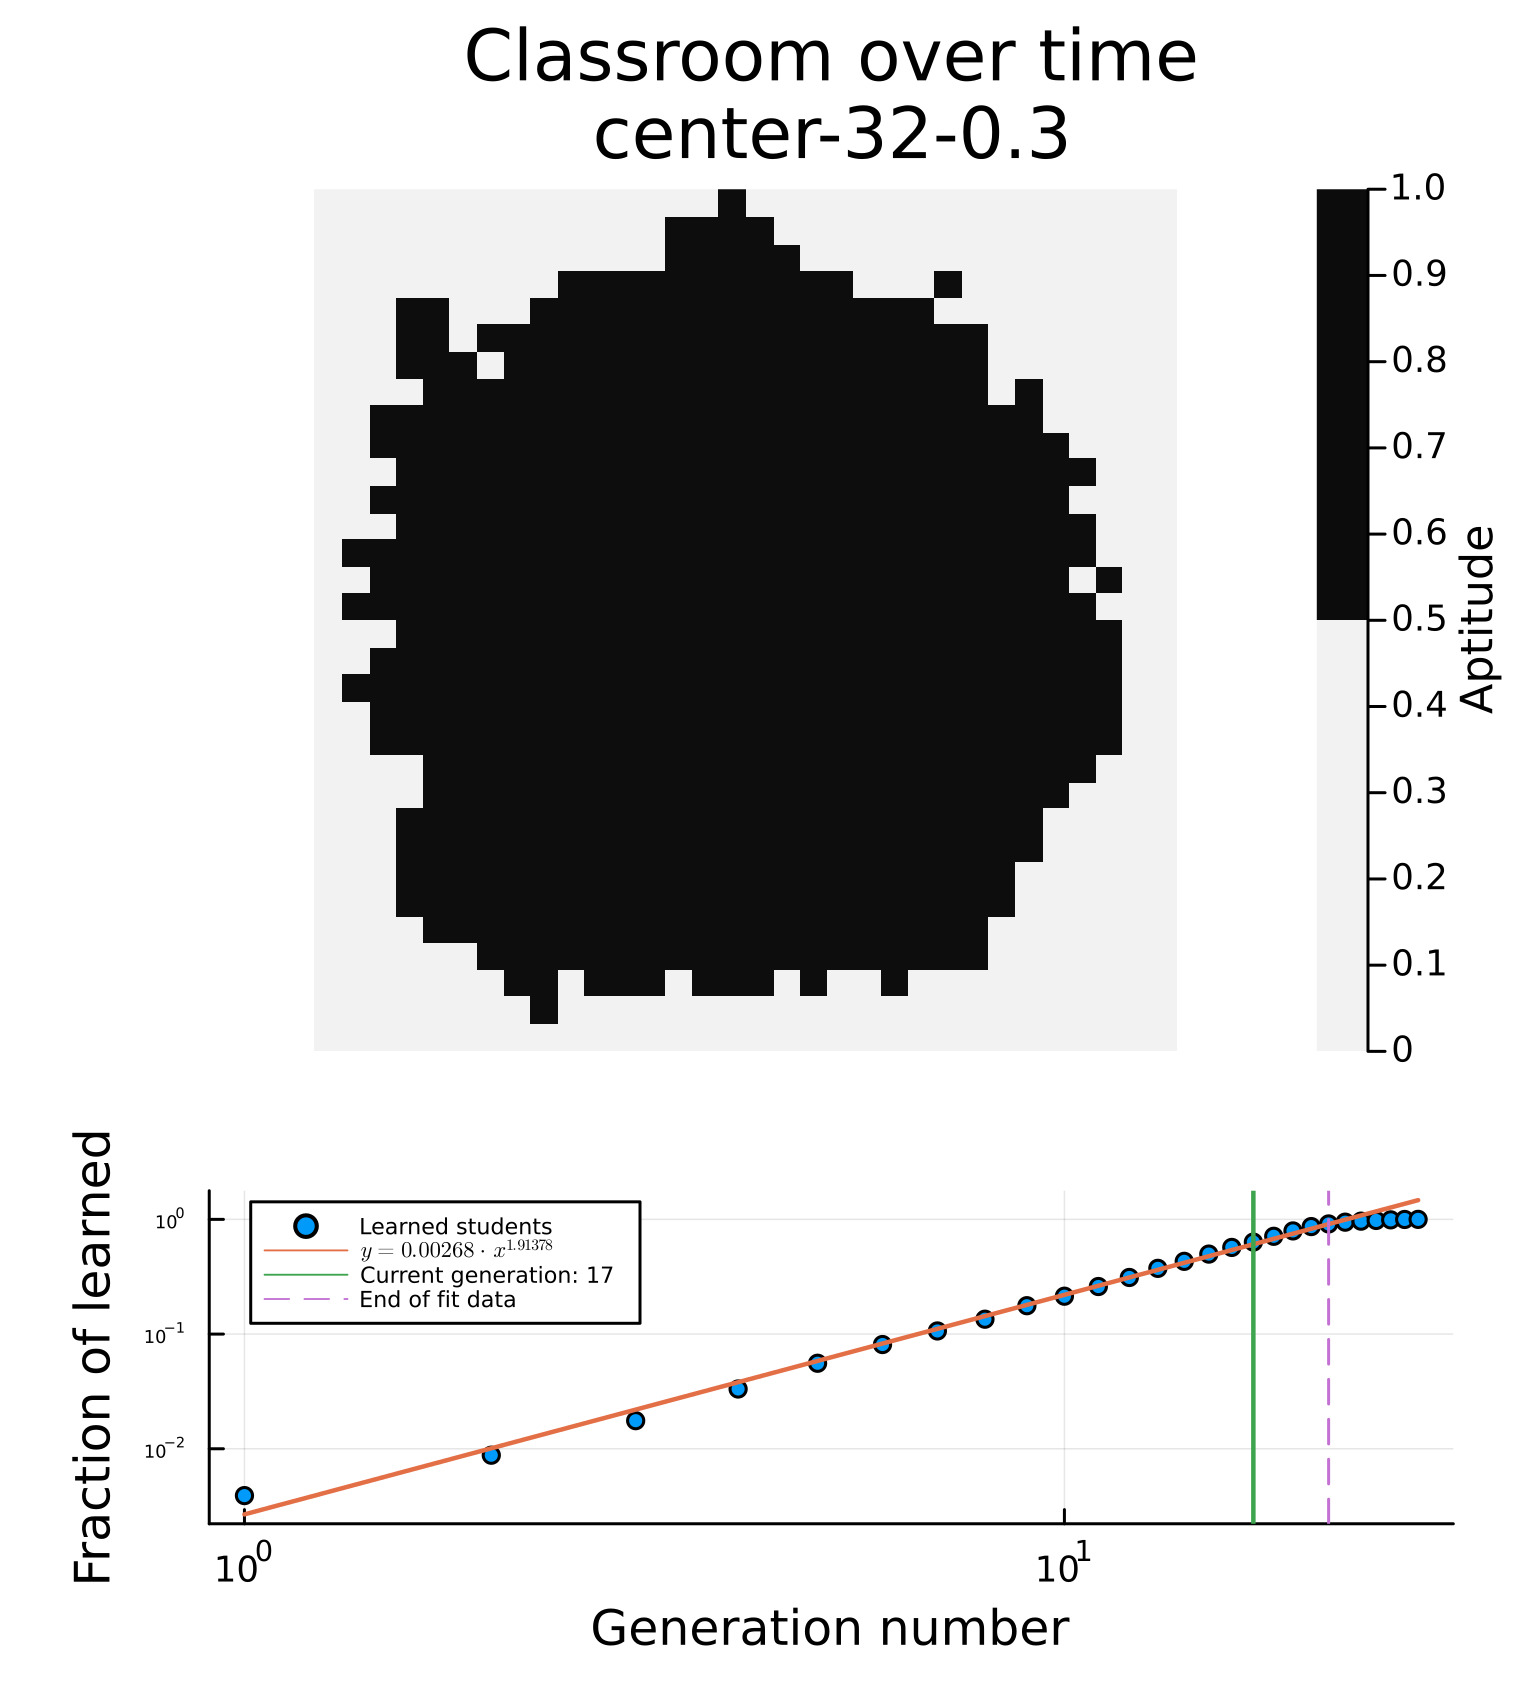 Classroom over time
center-32-0.3
1.0
0.9
0.8
0.7
0.6
0.5
0.4
0.3
0.2
0.1
0
Aptitude
Fraction of learned
10⁰
10⁻¹
10⁻²
Learned students
y = 0.00268 · x^1.91378
Current generation: 17
End of fit data
10⁰
10¹
Generation number